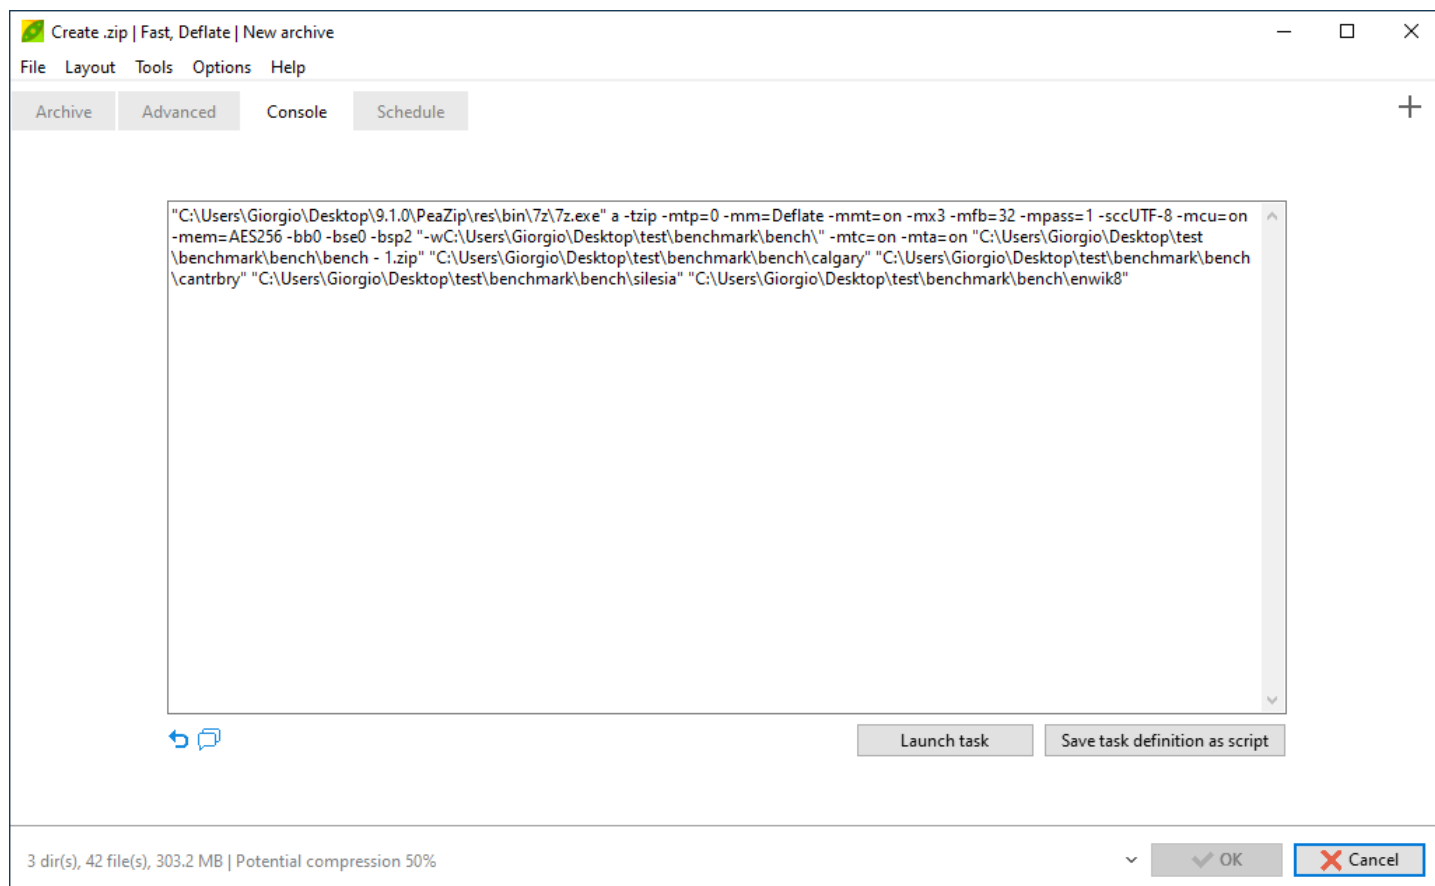 Create .zip | Fast, Deflate | New archive
File Layout Tools Options Help
Archive Advanced Console Schedule
"C:\Users\Giorgio\Desktop\9.1.0\PeaZip\res\bin\7z\7z.exe" a -tzip -mtp=0 -mm=Deflate -mmt=on -mx3 -mfb=32 -mpass=1 -sccUTF-8 -mcu=on
-mem=AES256 -bb0 -bse0 -bsp2 "-wC:\Users\Giorgio\Desktop\test\benchmark\bench\" -mtc=on -mta=on "C:\Users\Giorgio\Desktop\test
\benchmark\bench\bench - 1.zip" "C:\Users\Giorgio\Desktop\test\benchmark\bench\calgary" "C:\Users\Giorgio\Desktop\test\benchmark\bench
\cantrbry" "C:\Users\Giorgio\Desktop\test\benchmark\bench\silesia" "C:\Users\Giorgio\Desktop\test\benchmark\bench\enwik8"
Launch task Save task definition as script
3 dir(s), 42 file(s), 303.2 MB | Potential compression 50% OK Cancel